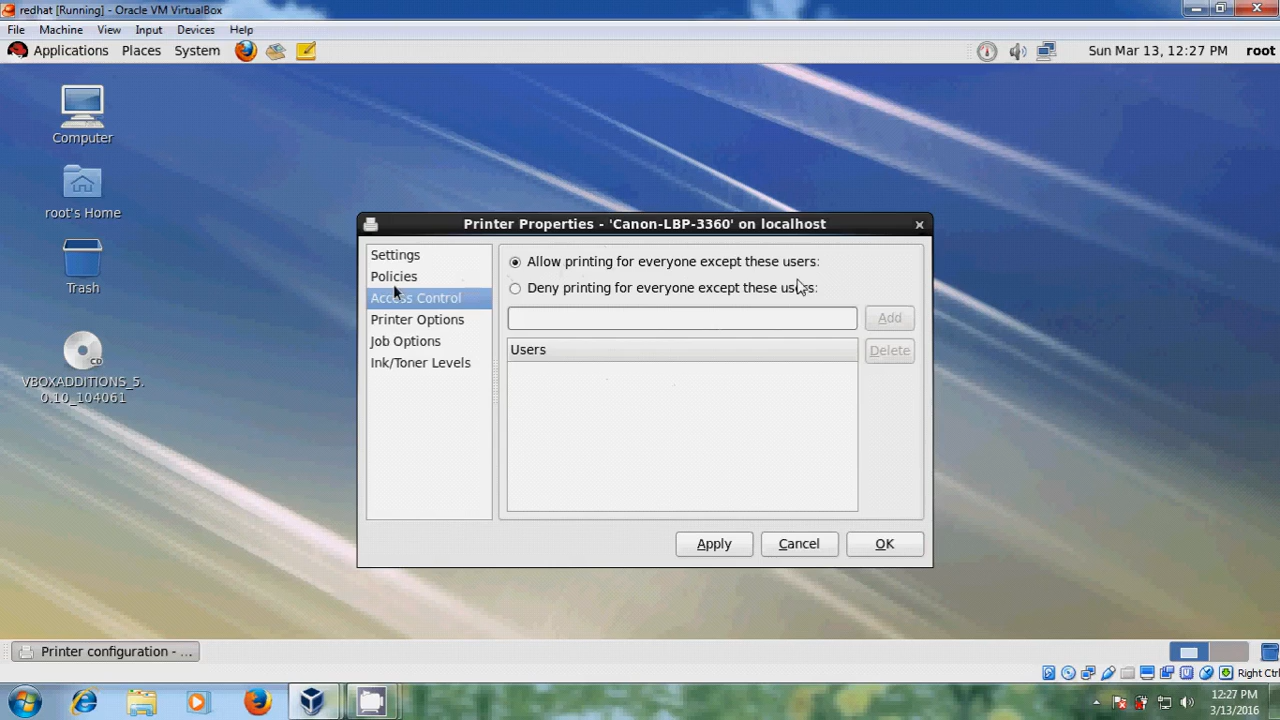 redhat [Running] - Oracle VM VirtualBox
File Machine View Input Devices Help
Applications Places System Sun Mar 13, 12:27 PM root
Computer
root's Home
Trash
VBOXADDITIONS_5.
0.10_104061
Printer Properties - 'Canon-LBP-3360' on localhost
Settings
Policies
Access Control
Printer Options
Job Options
Ink/Toner Levels
Allow printing for everyone except these users:
Deny printing for everyone except these users:
Add
Users
Delete
Apply Cancel OK
Printer configuration - ...
Right Ctrl
12:27 PM
3/13/2016